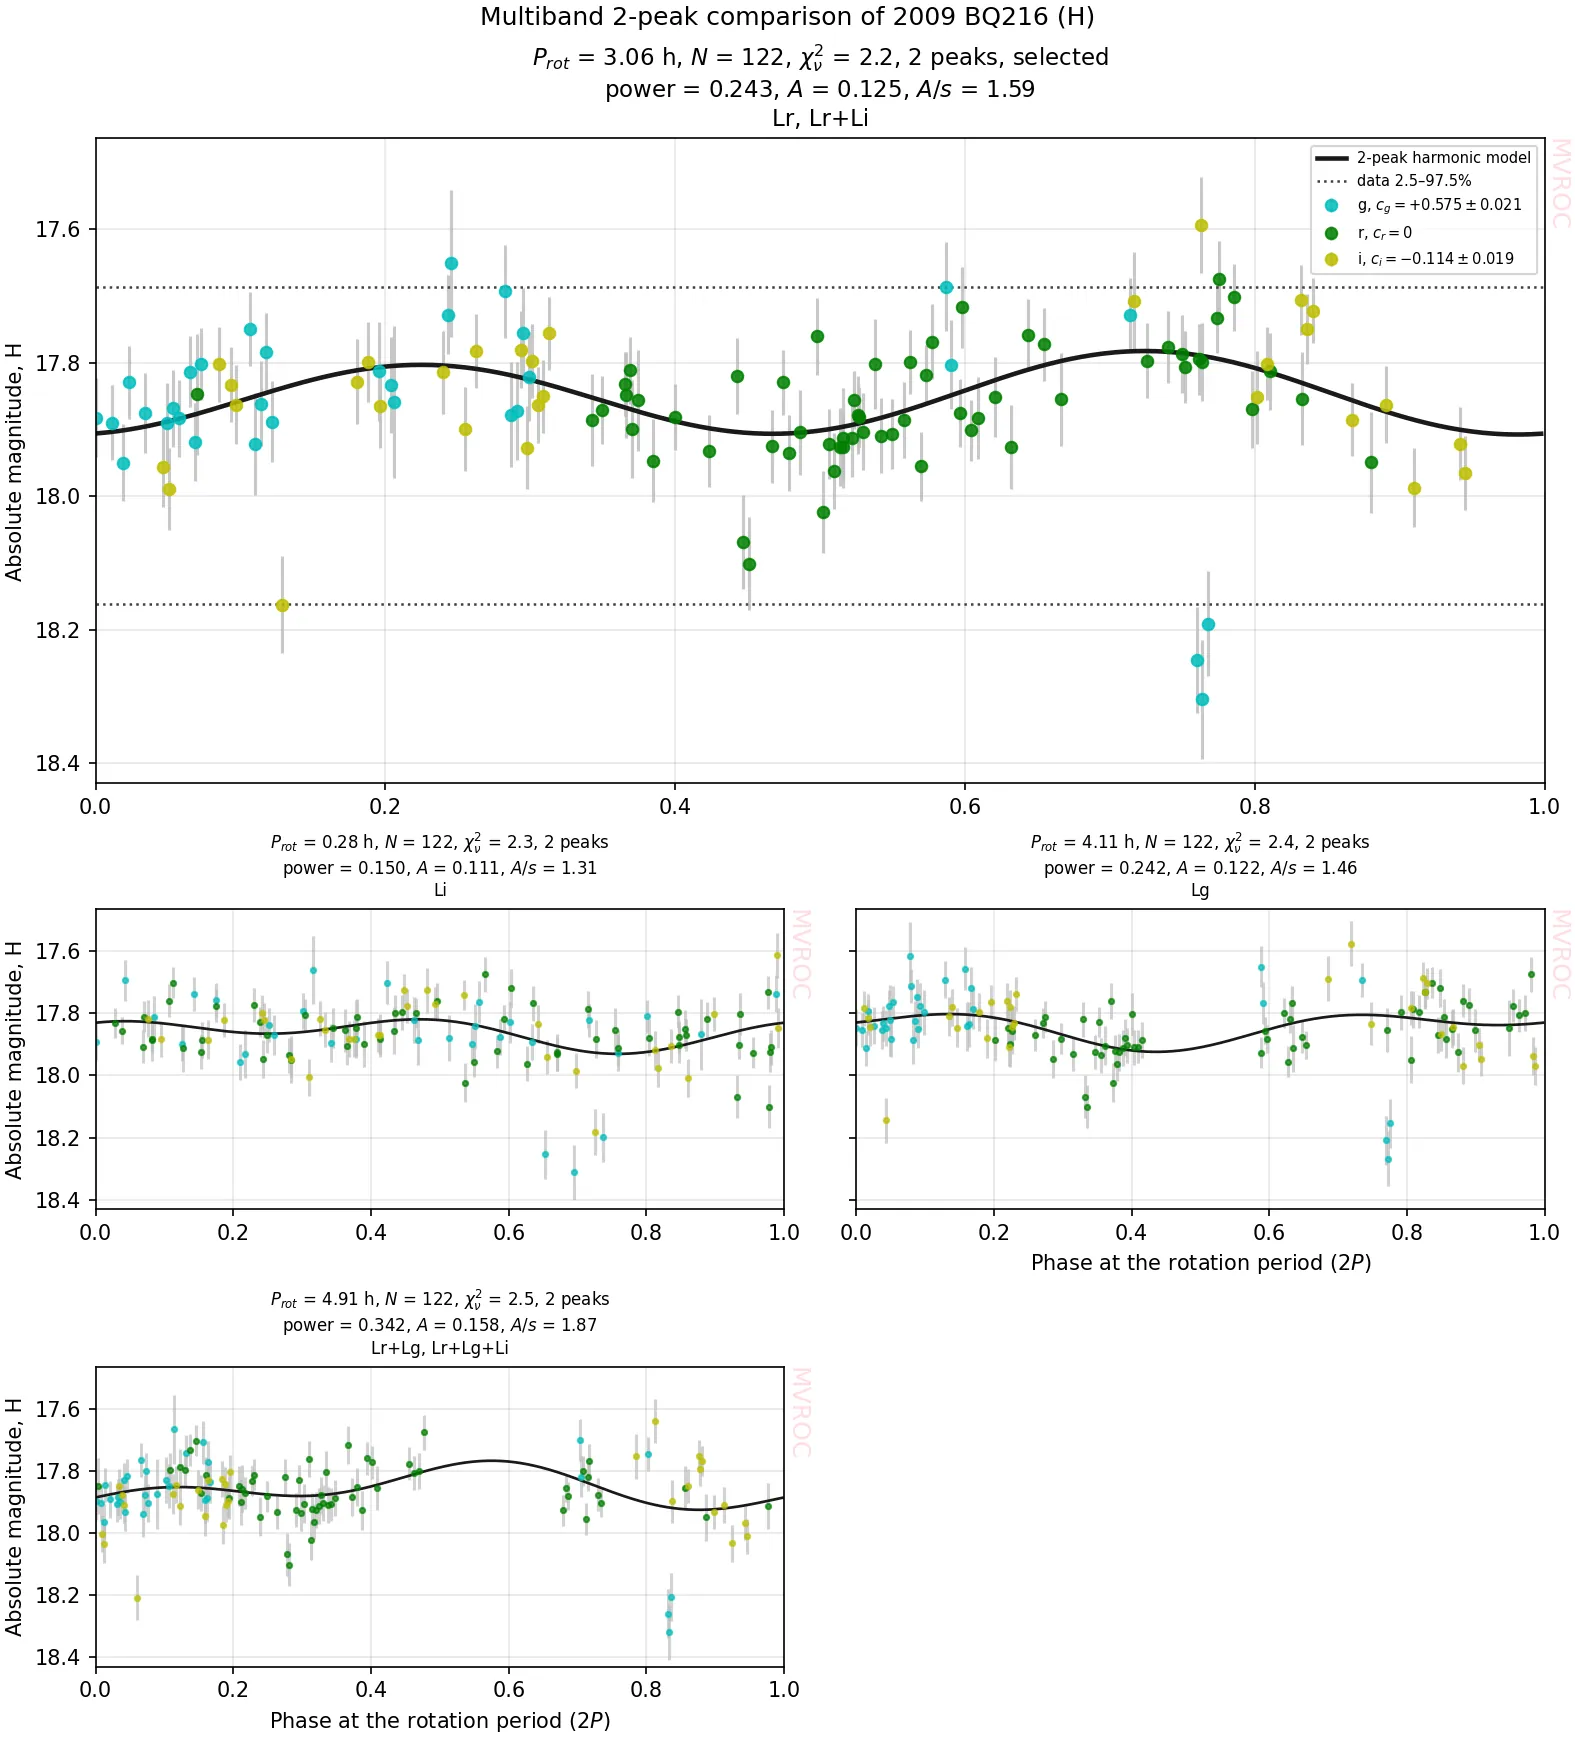 Multiband 2-peak comparison of 2009 BQ216 (H)
P_rot = 3.06 h, N = 122, χ²_ν = 2.2, 2 peaks, selected
power = 0.243, A = 0.125, A/s = 1.59
Lr, Lr+Li
2-peak harmonic model
data 2.5–97.5%
g, c_g = +0.575 ± 0.021
r, c_r = 0
i, c_i = −0.114 ± 0.019
MVROC
Absolute magnitude, H
17.6
17.8
18.0
18.2
18.4
0.0 0.2 0.4 0.6 0.8 1.0
P_rot = 0.28 h, N = 122, χ²_ν = 2.3, 2 peaks
power = 0.150, A = 0.111, A/s = 1.31
Li
MVROC
Absolute magnitude, H
17.6
17.8
18.0
18.2
18.4
0.0 0.2 0.4 0.6 0.8 1.0
P_rot = 4.11 h, N = 122, χ²_ν = 2.4, 2 peaks
power = 0.242, A = 0.122, A/s = 1.46
Lg
MVROC
0.0 0.2 0.4 0.6 0.8 1.0
Phase at the rotation period (2P)
P_rot = 4.91 h, N = 122, χ²_ν = 2.5, 2 peaks
power = 0.342, A = 0.158, A/s = 1.87
Lr+Lg, Lr+Lg+Li
MVROC
Absolute magnitude, H
17.6
17.8
18.0
18.2
18.4
0.0 0.2 0.4 0.6 0.8 1.0
Phase at the rotation period (2P)